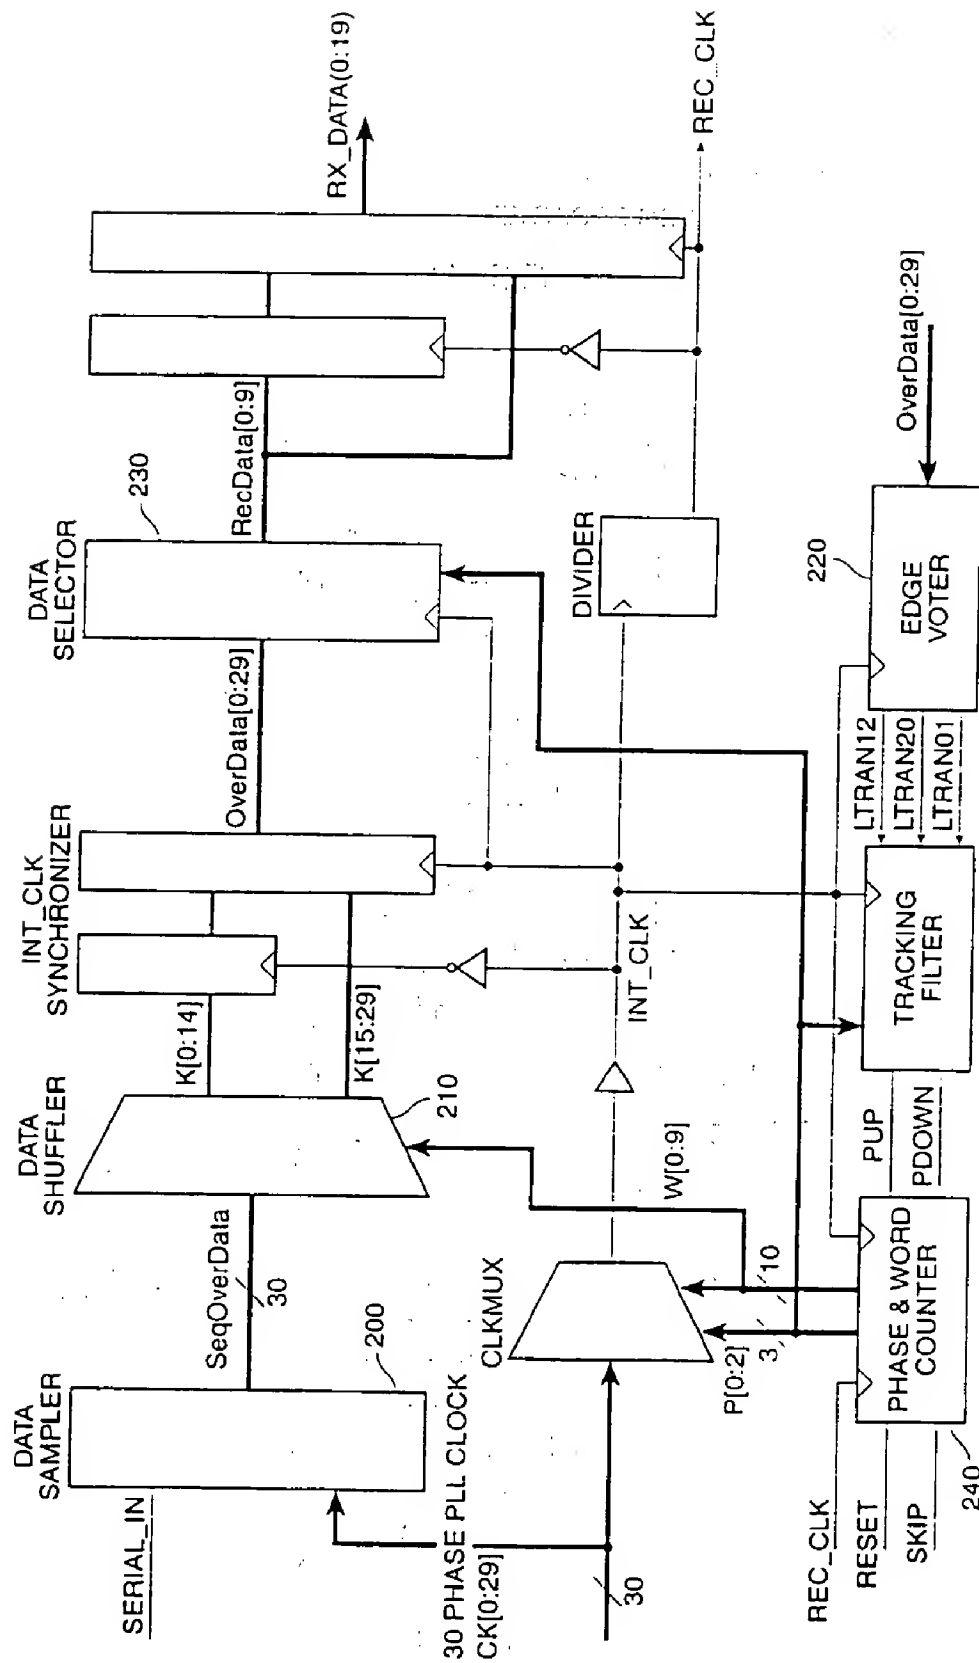 DATA
SAMPLER
SERIAL_IN
200
SeqOverData
30
DATA
SHUFFLER
210
K[0:14]
K[15:29]
INT_CLK
SYNCHRONIZER
OverData[0:29]
DATA
SELECTOR
230
RecData[0:9]
RX_DATA(0:19)
30 PHASE PLL CLOCK
CK[0:29]
30
CLKMUX
W[0:9]
INT_CLK
DIVIDER
REC_CLK
P[0:2]
3
10
REC_CLK
RESET
SKIP
PHASE & WORD
COUNTER
240
PUP
PDOWN
TRACKING
FILTER
LTRAN12
LTRAN20
LTRAN01
EDGE
VOTER
220
OverData[0:29]